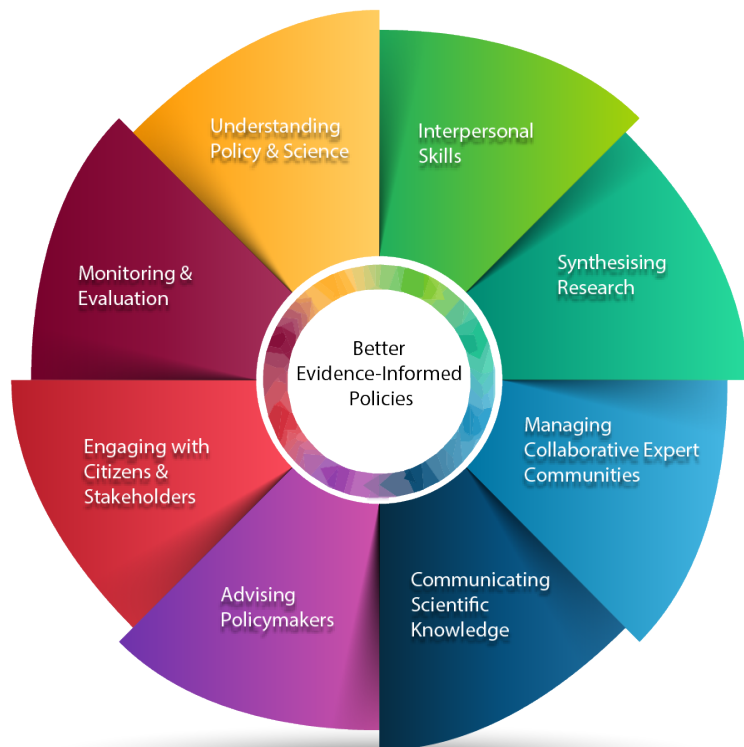 Understanding
Policy & Science
Interpersonal
Skills
Synthesising
Research
Managing
Collaborative Expert
Communities
Communicating
Scientific
Knowledge
Advising
Policymakers
Engaging with
Citizens &
Stakeholders
Monitoring &
Evaluation
Better
Evidence-Informed
Policies